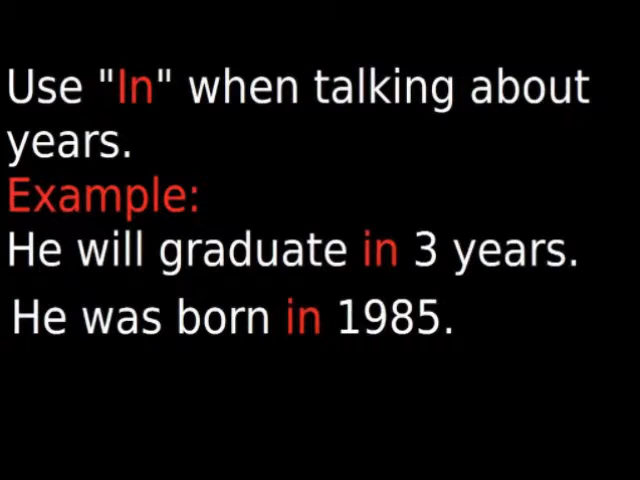 Use "In" when talking about
years.
Example:
He will graduate in 3 years.
He was born in 1985.